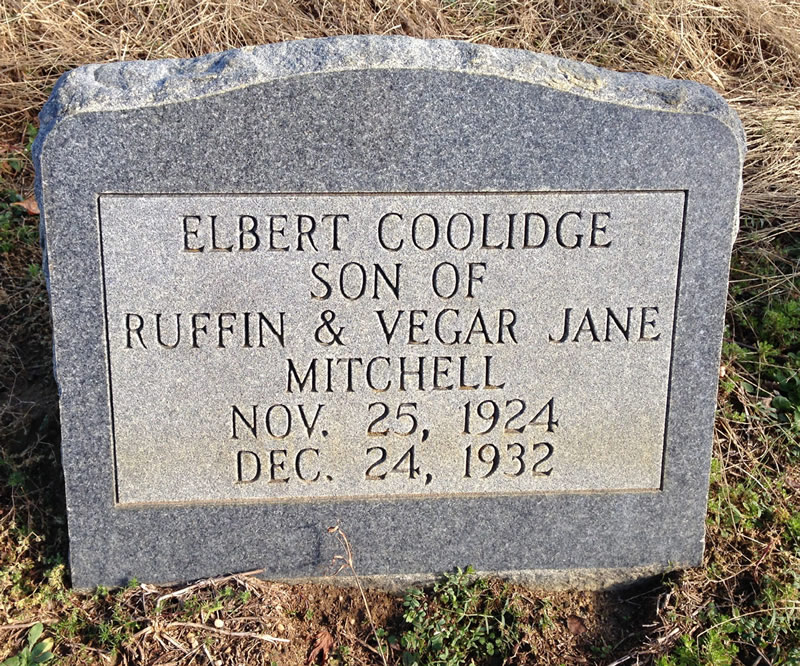 ELBERT COOLIDGE
SON OF
RUFFIN & VEGAR JANE
MITCHELL
NOV. 25, 1924
DEC. 24, 1932